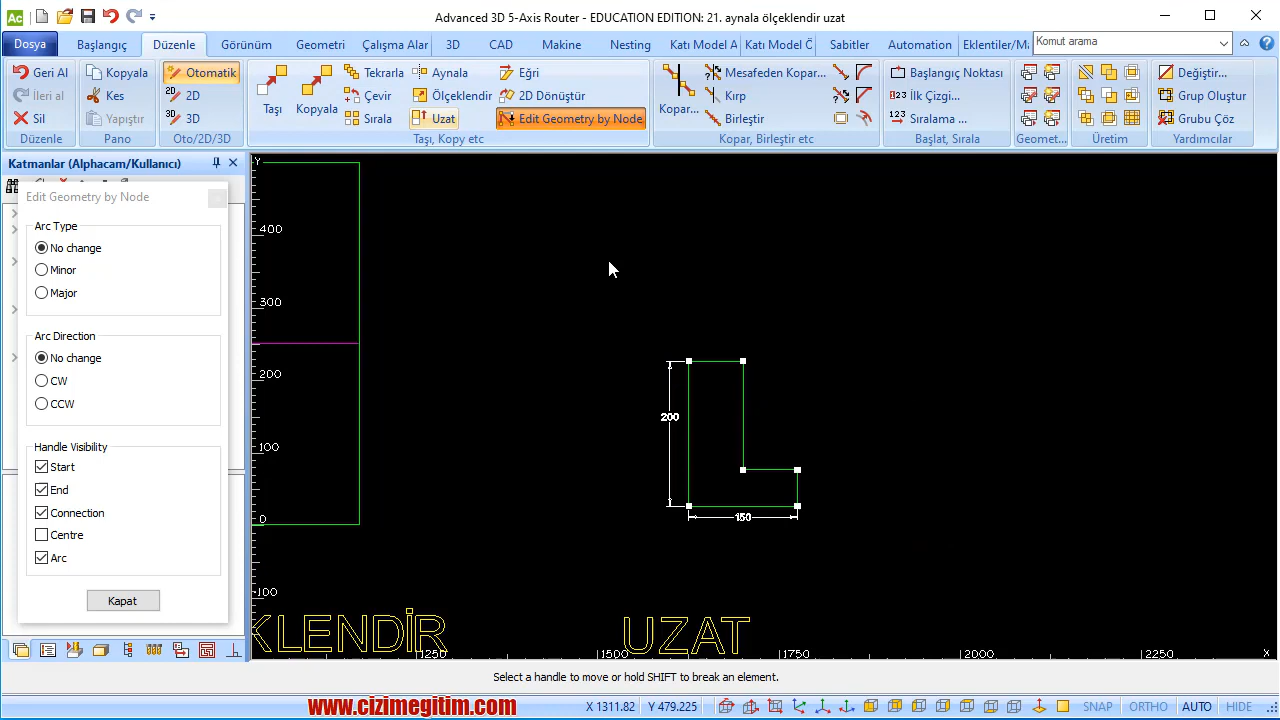 Advanced 3D 5-Axis Router - EDUCATION EDITION: 21. aynala ölçeklendir uzat
Dosya Başlangıç Düzenle Görünüm Geometri Çalışma Alar 3D CAD Makine Nesting Katı Model A Katı Model Ç Sabitler Automation Eklentiler/M Komut arama
Geri Al Kopyala Otomatik Tekrarla Aynala Eğri Mesafeden Kopar... Başlangıç Noktası Değiştir...
İleri al Kes 2D 2D Taşı Kopyala Çevir Ölçeklendir 2D Dönüştür Kopar... Kırp 123 İlk Çizgi... Grup Oluştur
Sil Yapıştır 3D 3D Sırala Uzat Edit Geometry by Node. Birleştir 123 Sıralama ... Grubu Çöz
Düzenle Pano Oto/2D/3D Taşı, Kopy etc Kopar, Birleştir etc Başlat, Sırala Geomet... Üretim Yardımcılar
Katmanlar (Alphacam/Kullanıcı)
Edit Geometry by Node
Arc Type
No change
Minor
Major
Arc Direction
No change
CW
CCW
Handle Visibility
Start
End
Connection
Centre
Arc
Kapat
Y
400
300
200
100
0
-100
200
150
KLENDİR UZAT
1250 1500 1750 2000 2250 X
Select a handle to move or hold SHIFT to break an element.
www.cizimegitim.com X 1311.82 Y 479.225 SNAP ORTHO AUTO HIDE